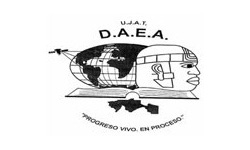 U.J.A.T.
D.A.E.A.
"PROGRESO VIVO. EN PROCESO."